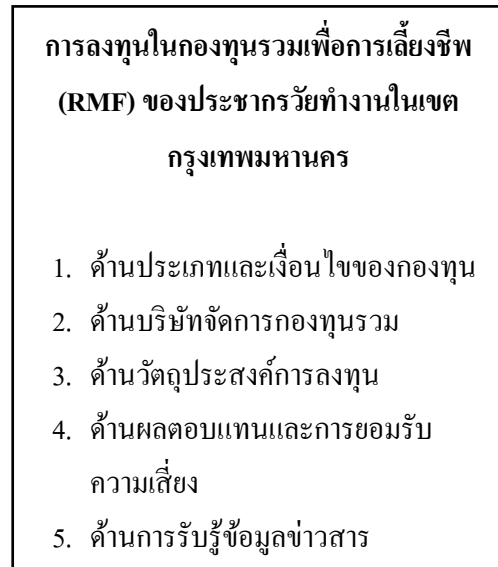 การลงทุนในกองทุนรวมเพื่อการเลี้ยงชีพ
(RMF) ของประชากรวัยทำงานในเขต
กรุงเทพมหานคร
1. ด้านประเภทและเงื่อนไขของกองทุน
2. ด้านบริษัทจัดการกองทุนรวม
3. ด้านวัตถุประสงค์การลงทุน
4. ด้านผลตอบแทนและการยอมรับ
ความเสี่ยง
5. ด้านการรับรู้ข้อมูลข่าวสาร